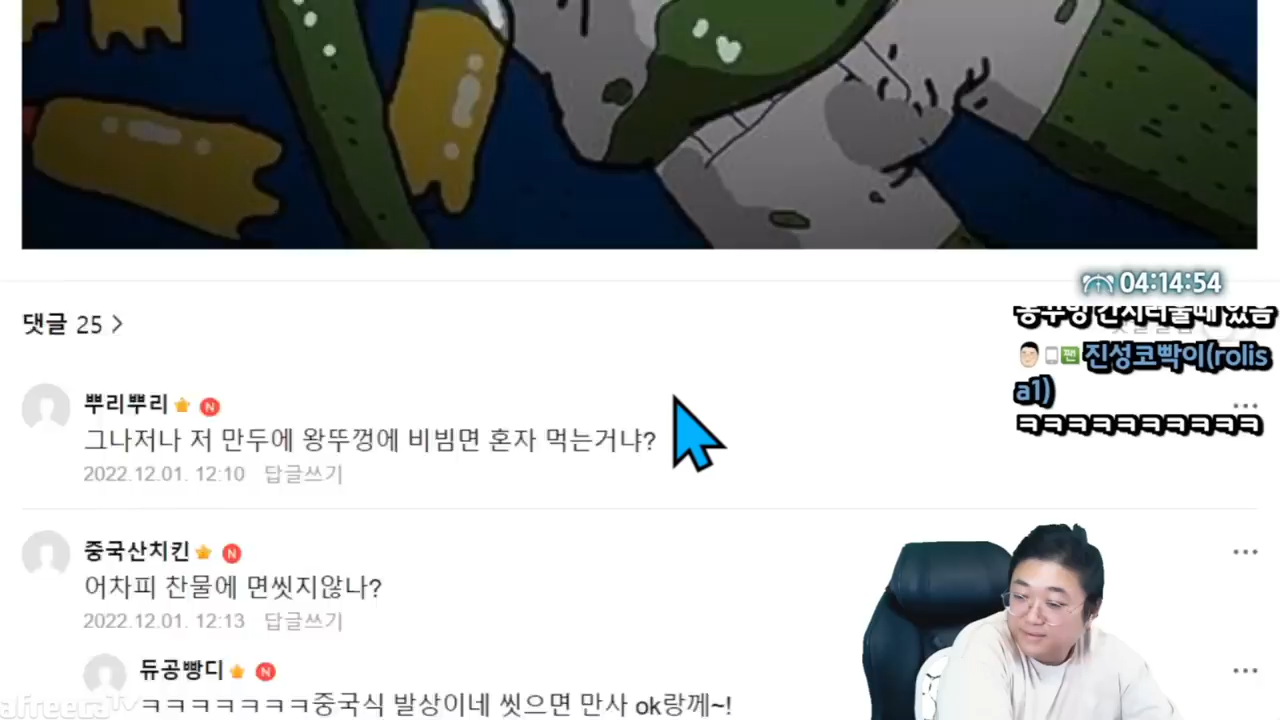 04:14:54
댓글 25 >
진성코빡이(rolis
a1)
ㅋㅋㅋㅋㅋㅋㅋㅋㅋㅋ
뿌리뿌리 N
그나저나 저 만두에 왕뚜껑에 비빔면 혼자 먹는거냐?
2022.12.01. 12:10 답글쓰기
중국산치킨 N
어차피 찬물에 면씻지않나?
2022.12.01. 12:13 답글쓰기
듀공빵디 N
ㅋㅋㅋㅋㅋㅋㅋ중국식 발상이네 씻으면 만사 ok랑께~!
afreecaTV